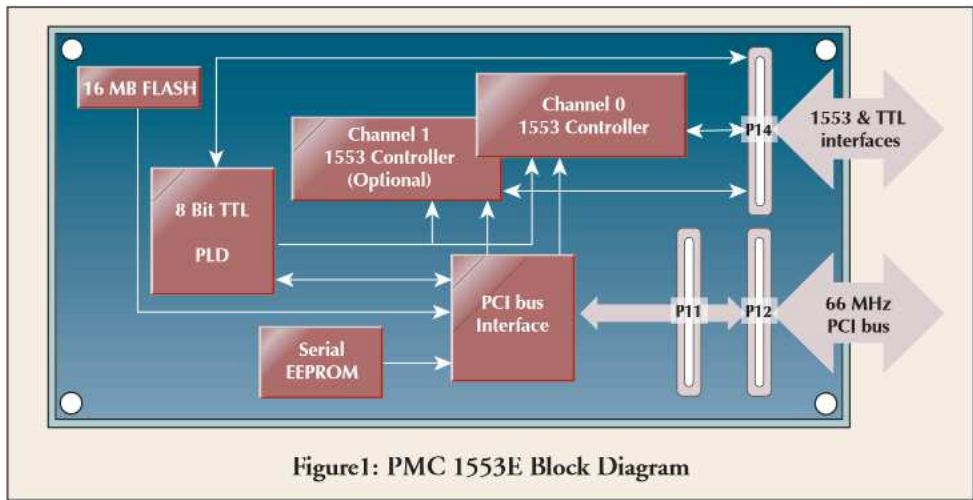 16 MB FLASH
Channel 0
1553 Controller
Channel 1
1553 Controller
(Optional)
P14
1553 & TTL
interfaces
8 Bit TTL
PLD
PCI bus
Interface
P11
P12
66 MHz
PCI bus
Serial
EEPROM
Figure1: PMC 1553E Block Diagram